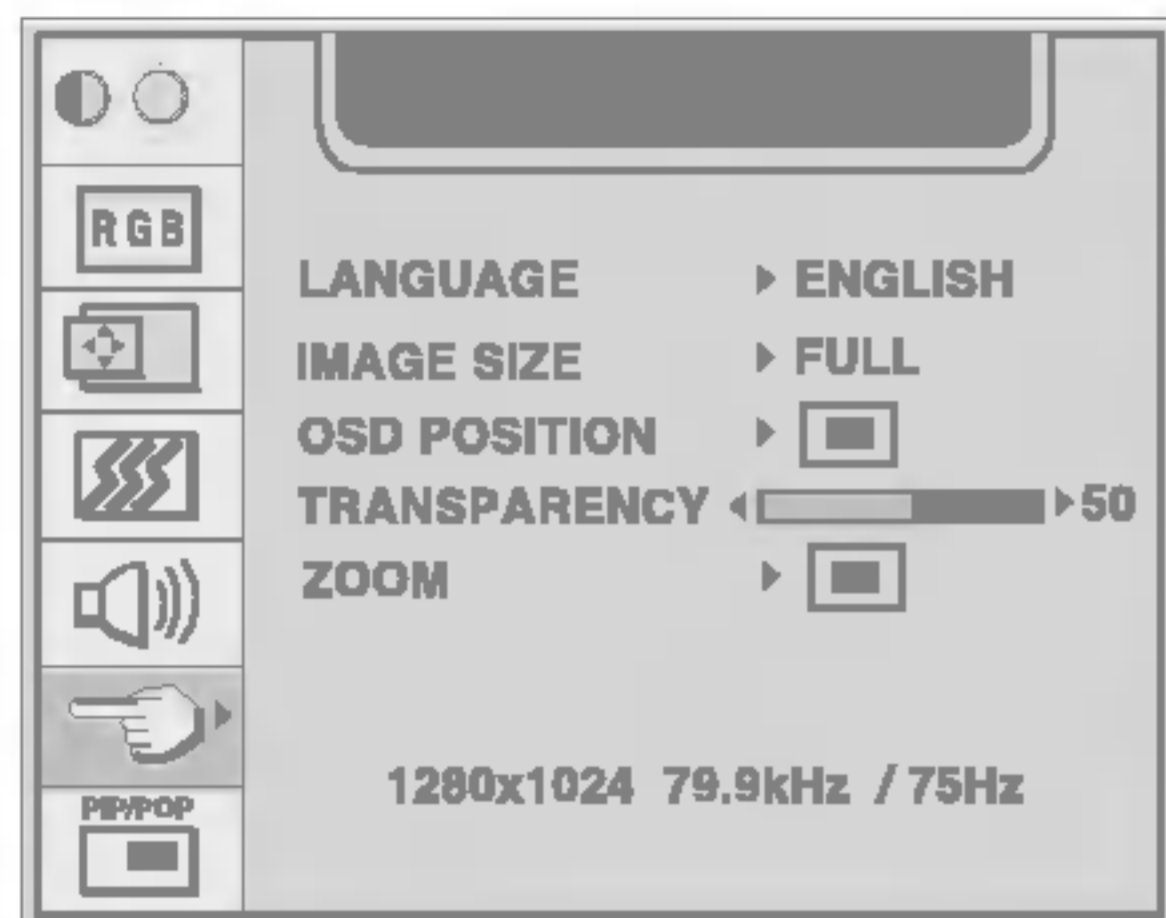 RGB
LANGUAGE ENGLISH
IMAGE SIZE FULL
OSD POSITION
TRANSPARENCY 50
ZOOM
1280x1024 79.9kHz / 75Hz
PIP/POP